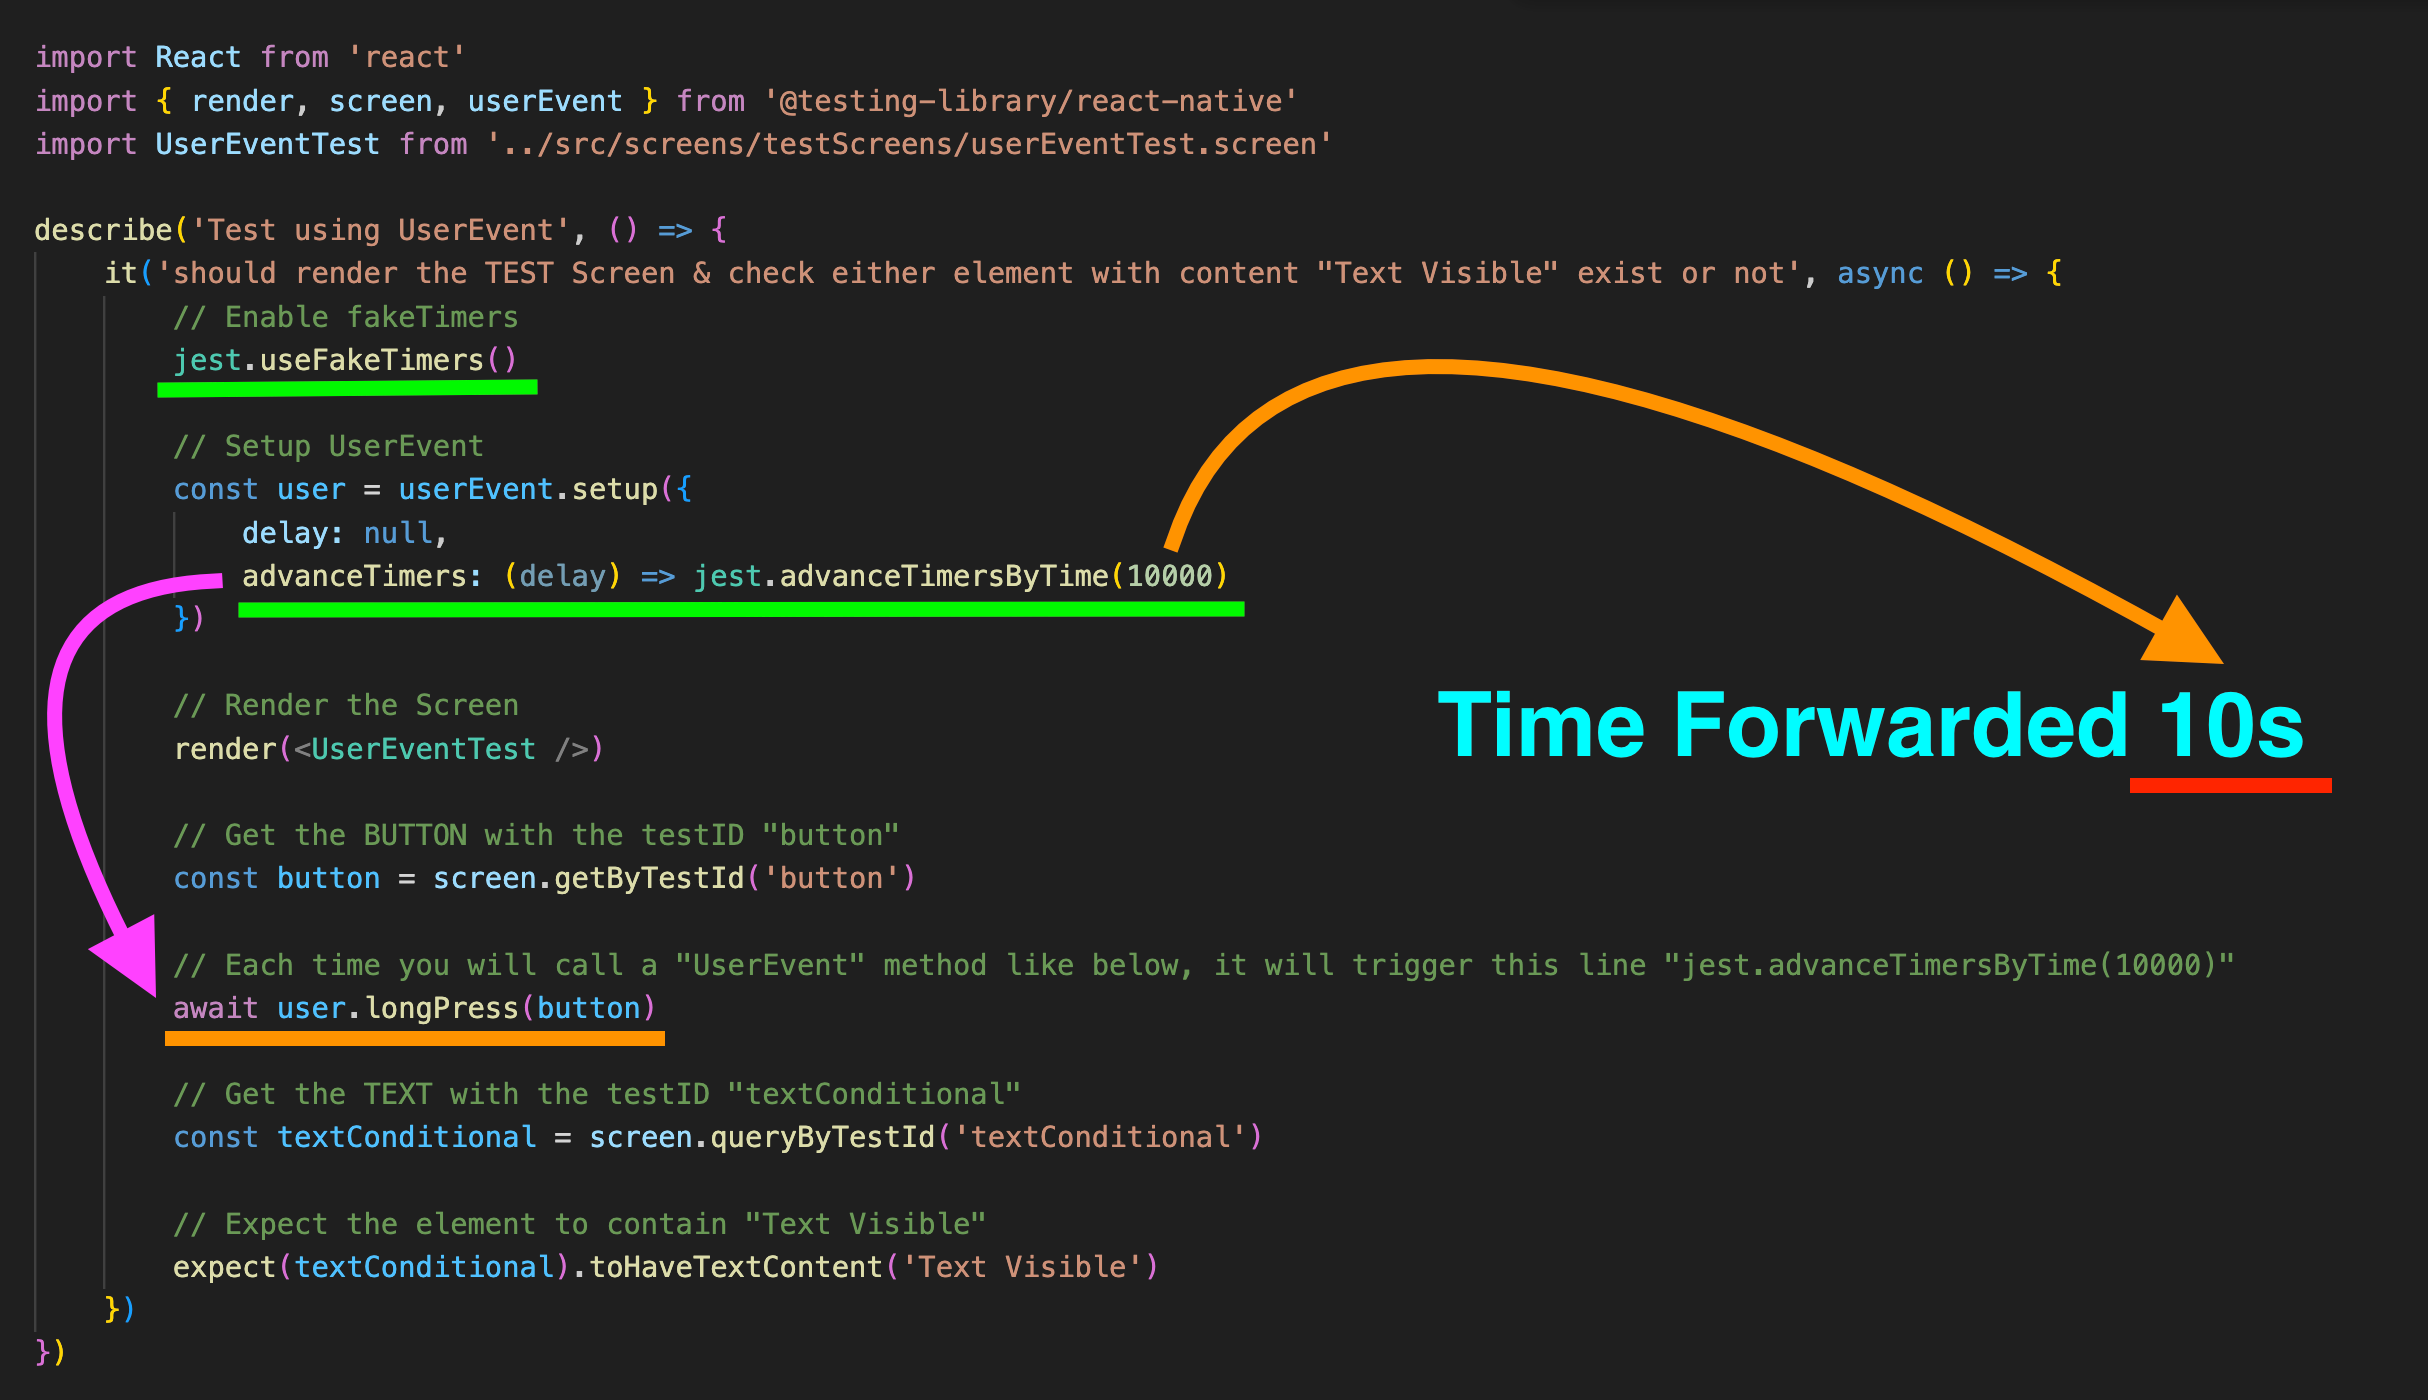 import React from 'react'
import { render, screen, userEvent } from '@testing-library/react-native'
import UserEventTest from '../src/screens/testScreens/userEventTest.screen'
describe('Test using UserEvent', () => {
it('should render the TEST Screen & check either element with content "Text Visible" exist or not', async () => {
// Enable fakeTimers
jest.useFakeTimers()
// Setup UserEvent
const user = userEvent.setup({
delay: null,
advanceTimers: (delay) => jest.advanceTimersByTime(10000)
})
// Render the Screen
render(<UserEventTest />)
Time Forwarded 10s
// Get the BUTTON with the testID "button"
const button = screen.getByTestId('button')
// Each time you will call a "UserEvent" method like below, it will trigger this line "jest.advanceTimersByTime(10000)"
await user.longPress(button)
// Get the TEXT with the testID "textConditional"
const textConditional = screen.queryByTestId('textConditional')
// Expect the element to contain "Text Visible"
expect(textConditional).toHaveTextContent('Text Visible')
})
})